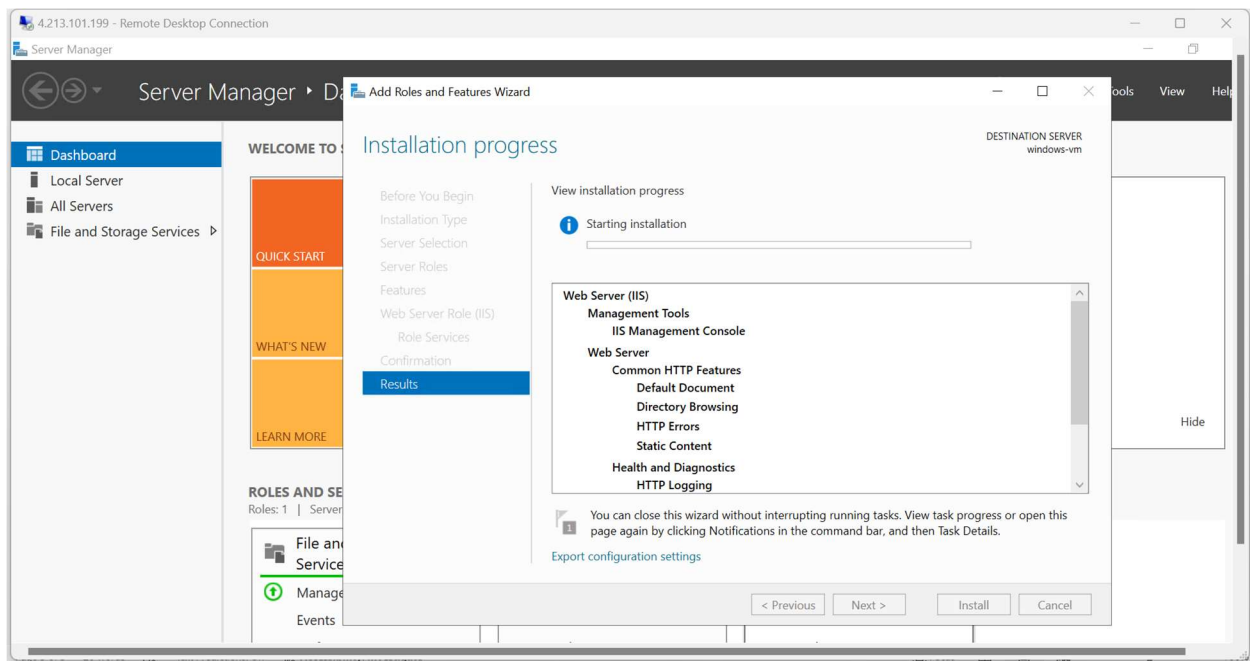 4.213.101.199 - Remote Desktop Connection
Server Manager
Server Manager
Tools View Help
Dashboard
Local Server
All Servers
File and Storage Services
WELCOME TO
QUICK START
WHAT'S NEW
LEARN MORE
Hide
ROLES AND SE
Roles: 1 | Server
File and
Service
Manage
Events
Add Roles and Features Wizard
Installation progress
DESTINATION SERVER
windows-vm
Before You Begin
Installation Type
Server Selection
Server Roles
Features
Web Server Role (IIS)
Role Services
Confirmation
Results
View installation progress
Starting installation
Web Server (IIS)
Management Tools
IIS Management Console
Web Server
Common HTTP Features
Default Document
Directory Browsing
HTTP Errors
Static Content
Health and Diagnostics
HTTP Logging
1
You can close this wizard without interrupting running tasks. View task progress or open this
page again by clicking Notifications in the command bar, and then Task Details.
Export configuration settings
< Previous Next > Install Cancel